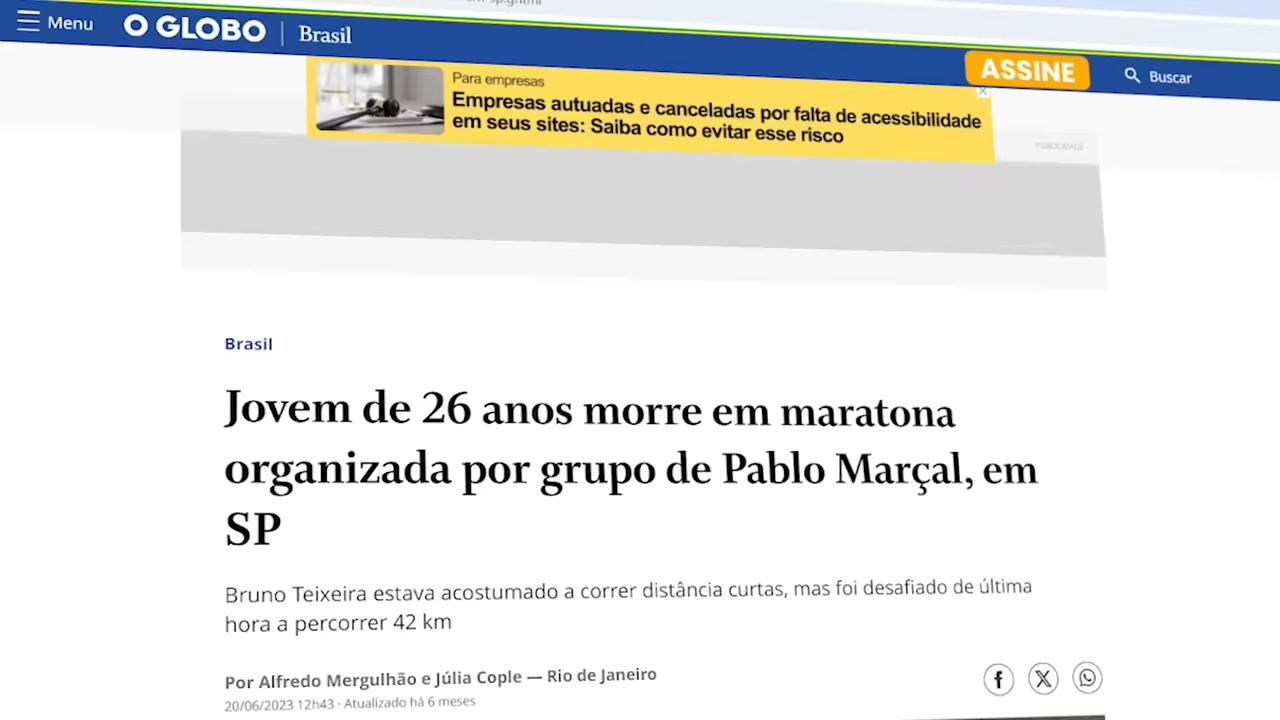 Menu
O GLOBO
Brasil
ASSINE
Buscar
Para empresas
Empresas autuadas e canceladas por falta de acessibilidade
em seus sites: Saiba como evitar esse risco
PUBLICIDADE
Brasil
Jovem de 26 anos morre em maratona
organizada por grupo de Pablo Marçal, em
SP
Bruno Teixeira estava acostumado a correr distância curtas, mas foi desafiado de última
hora a percorrer 42 km
Por Alfredo Mergulhão e Júlia Cople — Rio de Janeiro
20/06/2023 12h43 · Atualizado há 6 meses